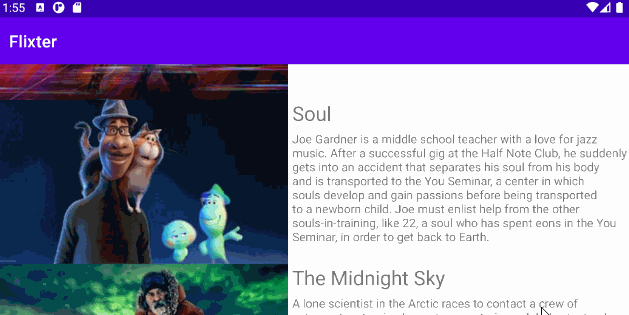 1:55
Flixter
Soul
Joe Gardner is a middle school teacher with a love for jazz
music. After a successful gig at the Half Note Club, he suddenly
gets into an accident that separates his soul from his body
and is transported to the You Seminar, a center in which
souls develop and gain passions before being transported
to a newborn child. Joe must enlist help from the other
souls-in-training, like 22, a soul who has spent eons in the You
Seminar, in order to get back to Earth.
The Midnight Sky
A lone scientist in the Arctic races to contact a crew of